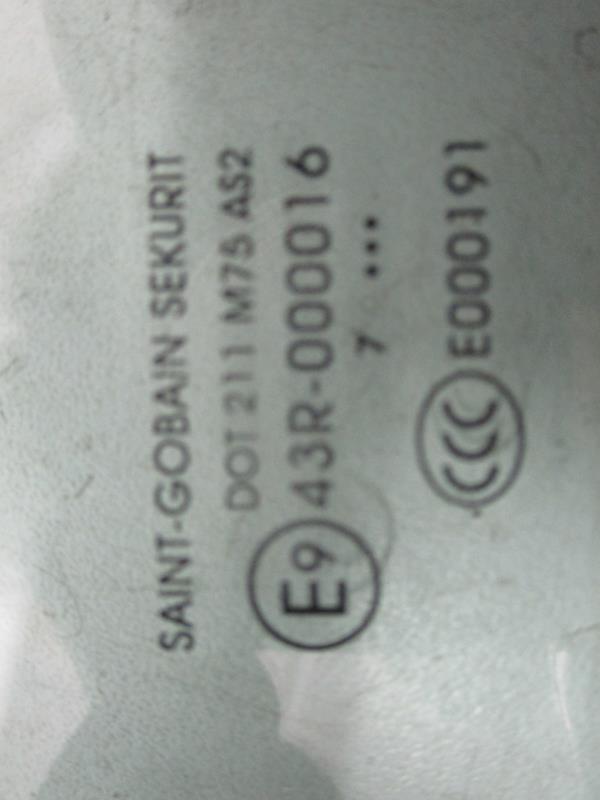 SAINT-GOBAIN SEKURIT
DOT 211 M75 AS2
E9 43R-000016
7 •••
CCC E000191